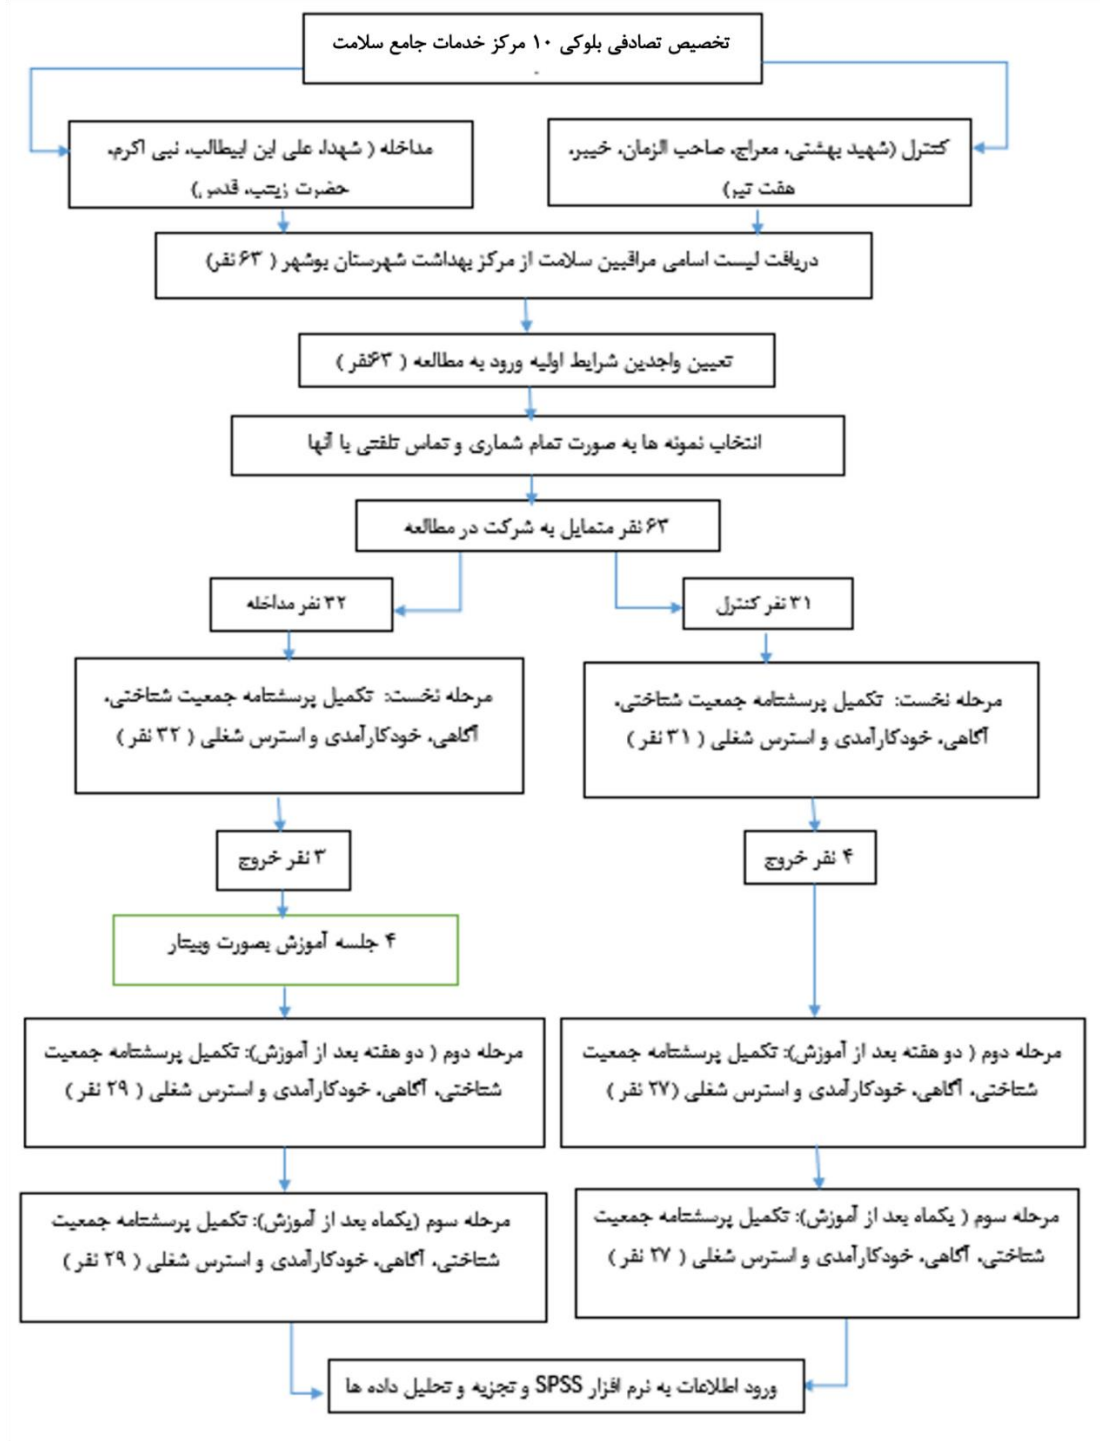 تخصیص تصادفی بلوکی ۱۰ مرکز خدمات جامع سلامت
کنترل (شهید بهشتی، معراج، صاحب الزمان، خیبر،
هفت تیر)
مداخله ( شهدا، علی ابن ابیطالب، نبی اکرم،
حضرت زینب، قدس)
دریافت لیست اسامی مراقبین سلامت از مرکز بهداشت شهرستان بوشهر ( ۶۳ نفر)
تعیین واجدین شرایط اولیه ورود به مطالعه ( ۶۳نفر )
انتخاب نمونه ها به صورت تمام شماری و تماس تلفنی با آنها
۶۳ نفر متمایل به شرکت در مطالعه
۳۱ نفر کنترل
۳۲ نفر مداخله
مرحله نخست: تکمیل پرسشنامه جمعیت شناختی،
آگاهی، خودکارآمدی و استرس شغلی ( ۳۱ نفر )
مرحله نخست: تکمیل پرسشنامه جمعیت شناختی،
آگاهی، خودکارآمدی و استرس شغلی ( ۳۲ نفر )
۴ نفر خروج
۳ نفر خروج
۴ جلسه آموزش بصورت وبینار
مرحله دوم ( دو هفته بعد از آموزش): تکمیل پرسشنامه جمعیت
شناختی، آگاهی، خودکارآمدی و استرس شغلی (۲۷ نفر )
مرحله دوم ( دو هفته بعد از آموزش): تکمیل پرسشنامه جمعیت
شناختی، آگاهی، خودکارآمدی و استرس شغلی ( ۲۹ نفر )
مرحله سوم ( یکماه بعد از آموزش): تکمیل پرسشنامه جمعیت
شناختی، آگاهی، خودکارآمدی و استرس شغلی ( ۲۷ نفر )
مرحله سوم (یکماه بعد از آموزش): تکمیل پرسشنامه جمعیت
شناختی، آگاهی، خودکارآمدی و استرس شغلی ( ۲۹ نفر )
ورود اطلاعات به نرم افزار SPSS و تجزیه و تحلیل داده ها